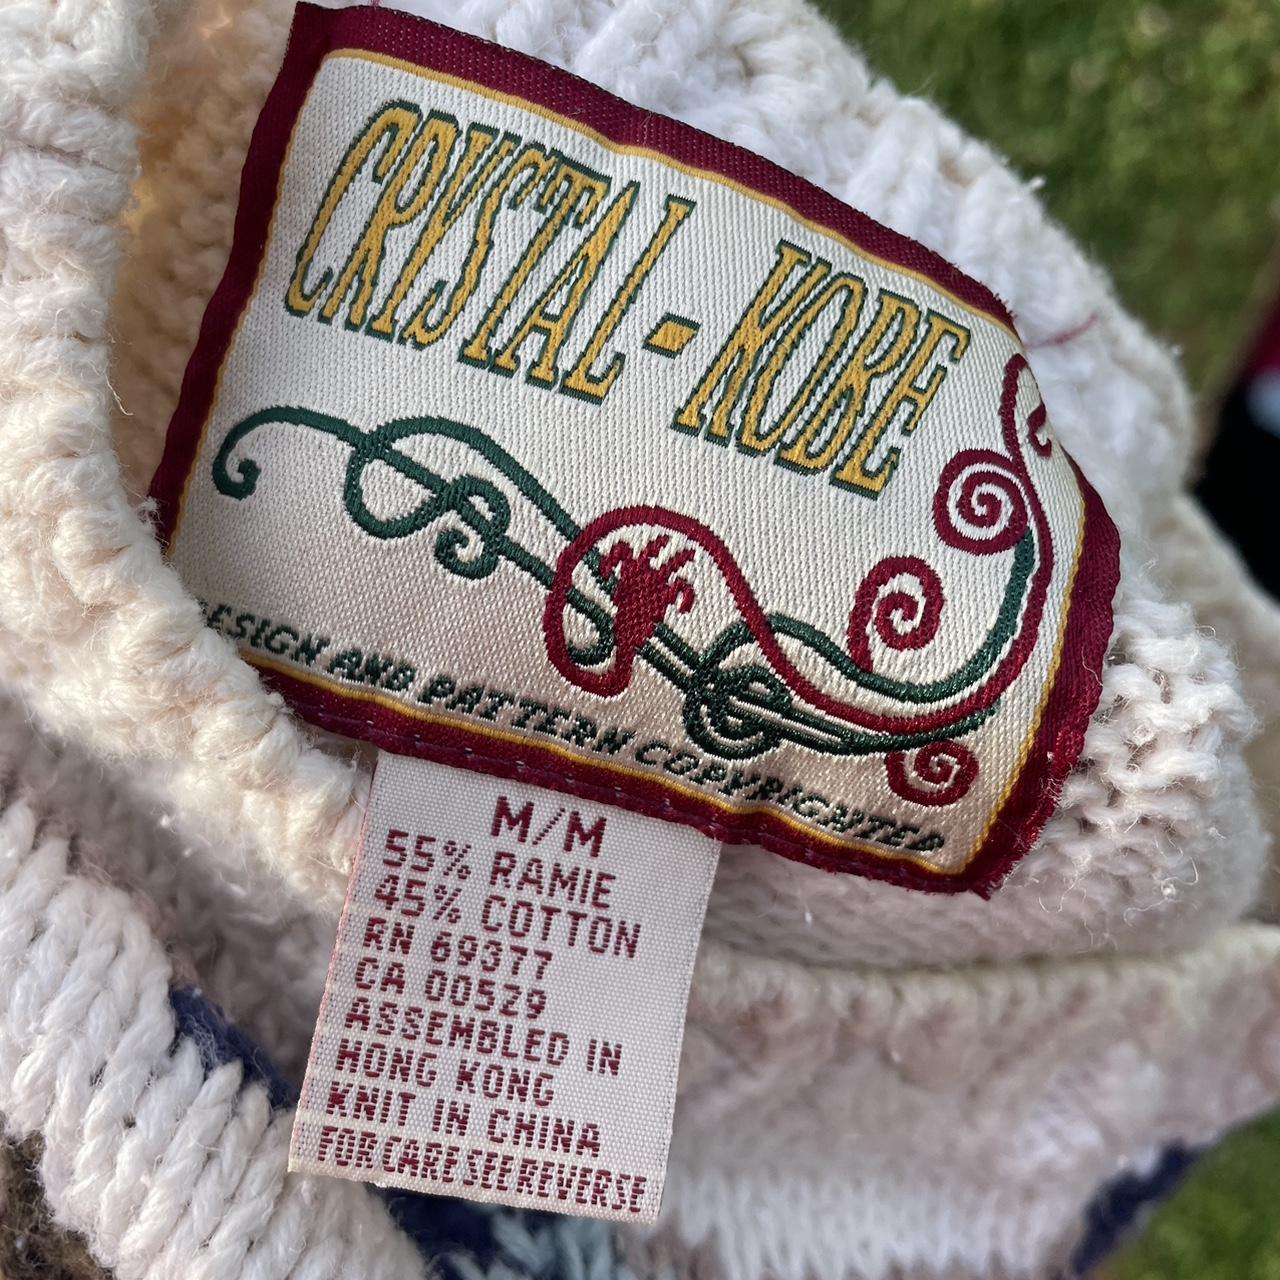 CRYSTAL-KOBE
DESIGN AND PATTERN COPYRIGHTED
M/M
55% RAMIE
45% COTTON
RN 69377
CA 00529
ASSEMBLED IN
HONG KONG
KNIT IN CHINA
FOR CARE SEE REVERSE